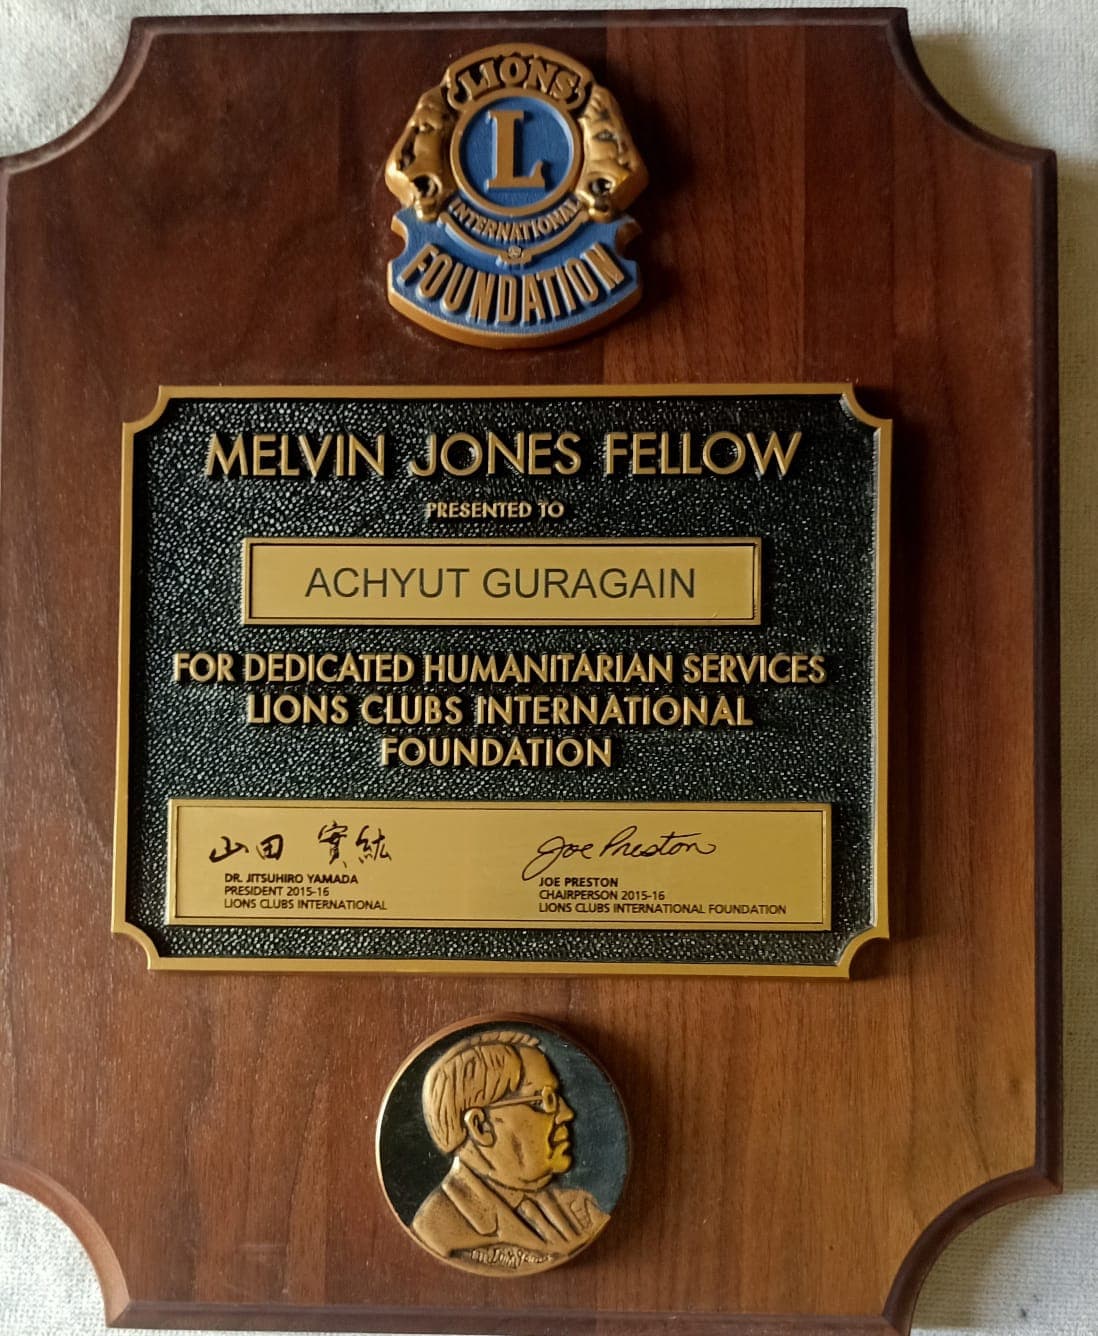 LIONS
L
INTERNATIONAL
FOUNDATION
MELVIN JONES FELLOW
PRESENTED TO
ACHYUT GURAGAIN
FOR DEDICATED HUMANITARIAN SERVICES
LIONS CLUBS INTERNATIONAL
FOUNDATION
山田 實紘
DR. JITSUHIRO YAMADA
PRESIDENT 2015-16
LIONS CLUBS INTERNATIONAL
Joe Preston
JOE PRESTON
CHAIRPERSON 2015-16
LIONS CLUBS INTERNATIONAL FOUNDATION